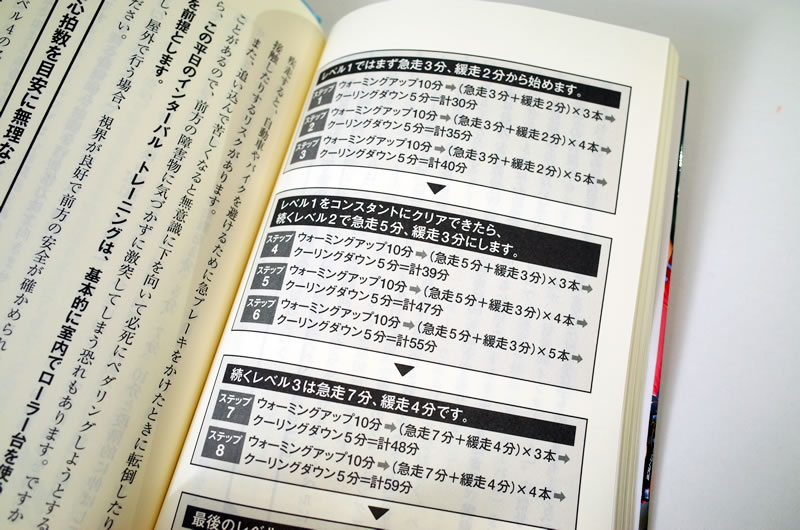 レベル1ではまず急走3分、緩走2分から始めます。
ステップ1
ウォーミングアップ10分➡(急走3分+緩走2分)×3本➡
クーリングダウン5分=計30分
ステップ2
ウォーミングアップ10分➡(急走3分+緩走2分)×4本➡
クーリングダウン5分=計35分
ステップ3
ウォーミングアップ10分➡(急走3分+緩走2分)×5本➡
クーリングダウン5分=計40分
レベル1をコンスタントにクリアできたら、
続くレベル2で急走5分、緩走3分にします。
ステップ4
ウォーミングアップ10分➡(急走5分+緩走3分)×3本➡
クーリングダウン5分=計39分
ステップ5
ウォーミングアップ10分➡(急走5分+緩走3分)×4本➡
クーリングダウン5分=計47分
ステップ6
ウォーミングアップ10分➡(急走5分+緩走3分)×5本➡
クーリングダウン5分=計55分
続くレベル3は急走7分、緩走4分です。
ステップ7
ウォーミングアップ10分➡(急走7分+緩走4分)×3本➡
クーリングダウン5分=計48分
ステップ8
ウォーミングアップ10分➡(急走7分+緩走4分)×4本➡
クーリングダウン5分=計59分
最後のレベ
疾走すると、自動車やバイクを避けるために急ブレーキをかけたときに転倒したり
接触したりするリスクがあります。
また、追い込んで苦しくなると無意識に下を向いて必死にペダリングしようとする
ことがあるので、前方の障害物に気づかずに激突してしまう恐れもあります。ですか
ら、この平日のインターバル・トレーニングは、基本的に室内でローラー台を使
を前提とします。
し、屋外で行う場合、視界が良好で前方の安全が確かめられ
ださい。
心拍数を目安に無理な
ベル4の